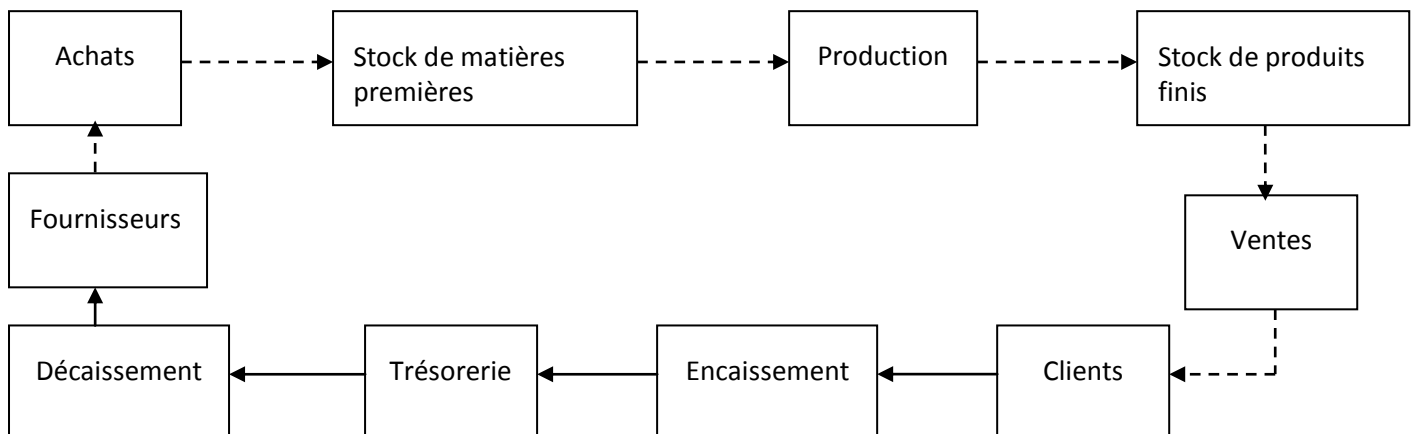 Achats
Stock de matières
premières
Production
Stock de produits
finis
Fournisseurs
Ventes
Décaissement
Trésorerie
Encaissement
Clients